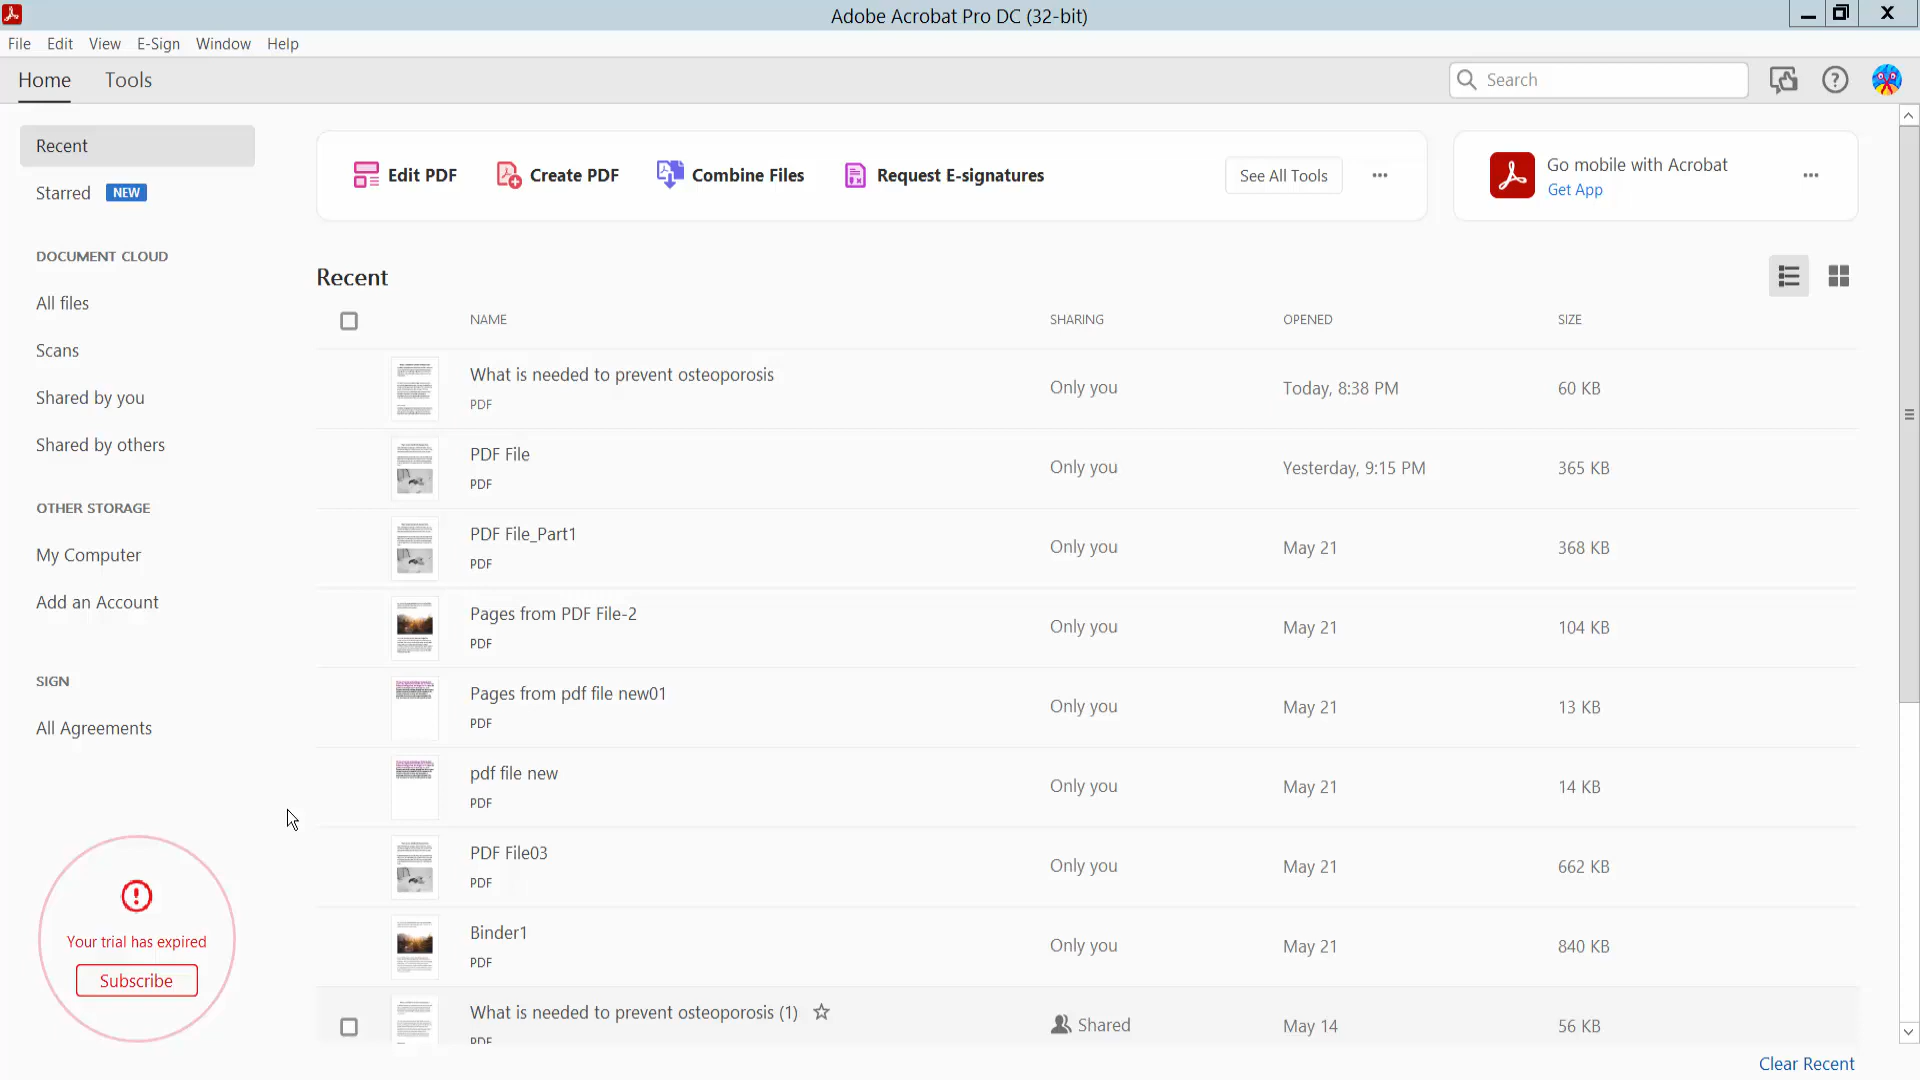 Adobe Acrobat Pro DC (32-bit)
File Edit View E-Sign Window Help
Home Tools
Search
Recent
Starred NEW
DOCUMENT CLOUD
All files
Scans
Shared by you
Shared by others
OTHER STORAGE
My Computer
Add an Account
SIGN
All Agreements
Your trial has expired
Subscribe
Edit PDF Create PDF Combine Files Request E-signatures See All Tools
Go mobile with Acrobat
Get App
Recent
NAME SHARING OPENED SIZE
What is needed to prevent osteoporosis
PDF
Only you Today, 8:38 PM 60 KB
PDF File
PDF
Only you Yesterday, 9:15 PM 365 KB
PDF File_Part1
PDF
Only you May 21 368 KB
Pages from PDF File-2
PDF
Only you May 21 104 KB
Pages from pdf file new01
PDF
Only you May 21 13 KB
pdf file new
PDF
Only you May 21 14 KB
PDF File03
PDF
Only you May 21 662 KB
Binder1
PDF
Only you May 21 840 KB
What is needed to prevent osteoporosis (1)
PDF
Shared May 14 56 KB
Clear Recent